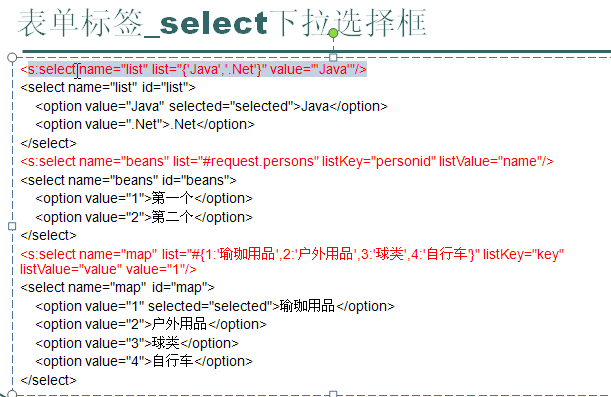 表单标签_select下拉选择框
<s:select name="list" list="{'Java','.Net'}" value="'Java'"/>
<select name="list" id="list">
<option value="Java" selected="selected">Java</option>
<option value=".Net">.Net</option>
</select>
<s:select name="beans" list="#request.persons" listKey="personid" listValue="name"/>
<select name="beans" id="beans">
<option value="1">第一个</option>
<option value="2">第二个</option>
</select>
<s:select name="map" list="#{1:'瑜珈用品',2:'户外用品',3:'球类',4:'自行车'}" listKey="key"
listValue="value" value="1"/>
<select name="map" id="map">
<option value="1" selected="selected">瑜珈用品</option>
<option value="2">户外用品</option>
<option value="3">球类</option>
<option value="4">自行车</option>
</select>